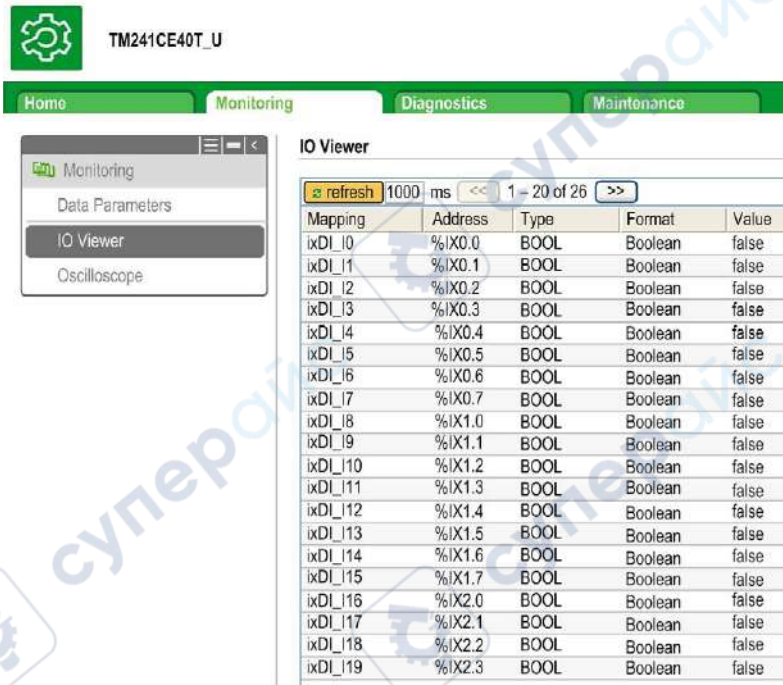 TM241CE40T_U
Home Monitoring Diagnostics Maintenance
Monitoring
Data Parameters
IO Viewer
Oscilloscope
IO Viewer
refresh 1000 ms << 1 – 20 of 26 >>
Mapping Address Type Format Value
ixDI_I0 %IX0.0 BOOL Boolean false
ixDI_I1 %IX0.1 BOOL Boolean false
ixDI_I2 %IX0.2 BOOL Boolean false
ixDI_I3 %IX0.3 BOOL Boolean false
ixDI_I4 %IX0.4 BOOL Boolean false
ixDI_I5 %IX0.5 BOOL Boolean false
ixDI_I6 %IX0.6 BOOL Boolean false
ixDI_I7 %IX0.7 BOOL Boolean false
ixDI_I8 %IX1.0 BOOL Boolean false
ixDI_I9 %IX1.1 BOOL Boolean false
ixDI_I10 %IX1.2 BOOL Boolean false
ixDI_I11 %IX1.3 BOOL Boolean false
ixDI_I12 %IX1.4 BOOL Boolean false
ixDI_I13 %IX1.5 BOOL Boolean false
ixDI_I14 %IX1.6 BOOL Boolean false
ixDI_I15 %IX1.7 BOOL Boolean false
ixDI_I16 %IX2.0 BOOL Boolean false
ixDI_I17 %IX2.1 BOOL Boolean false
ixDI_I18 %IX2.2 BOOL Boolean false
ixDI_I19 %IX2.3 BOOL Boolean false
суперайс